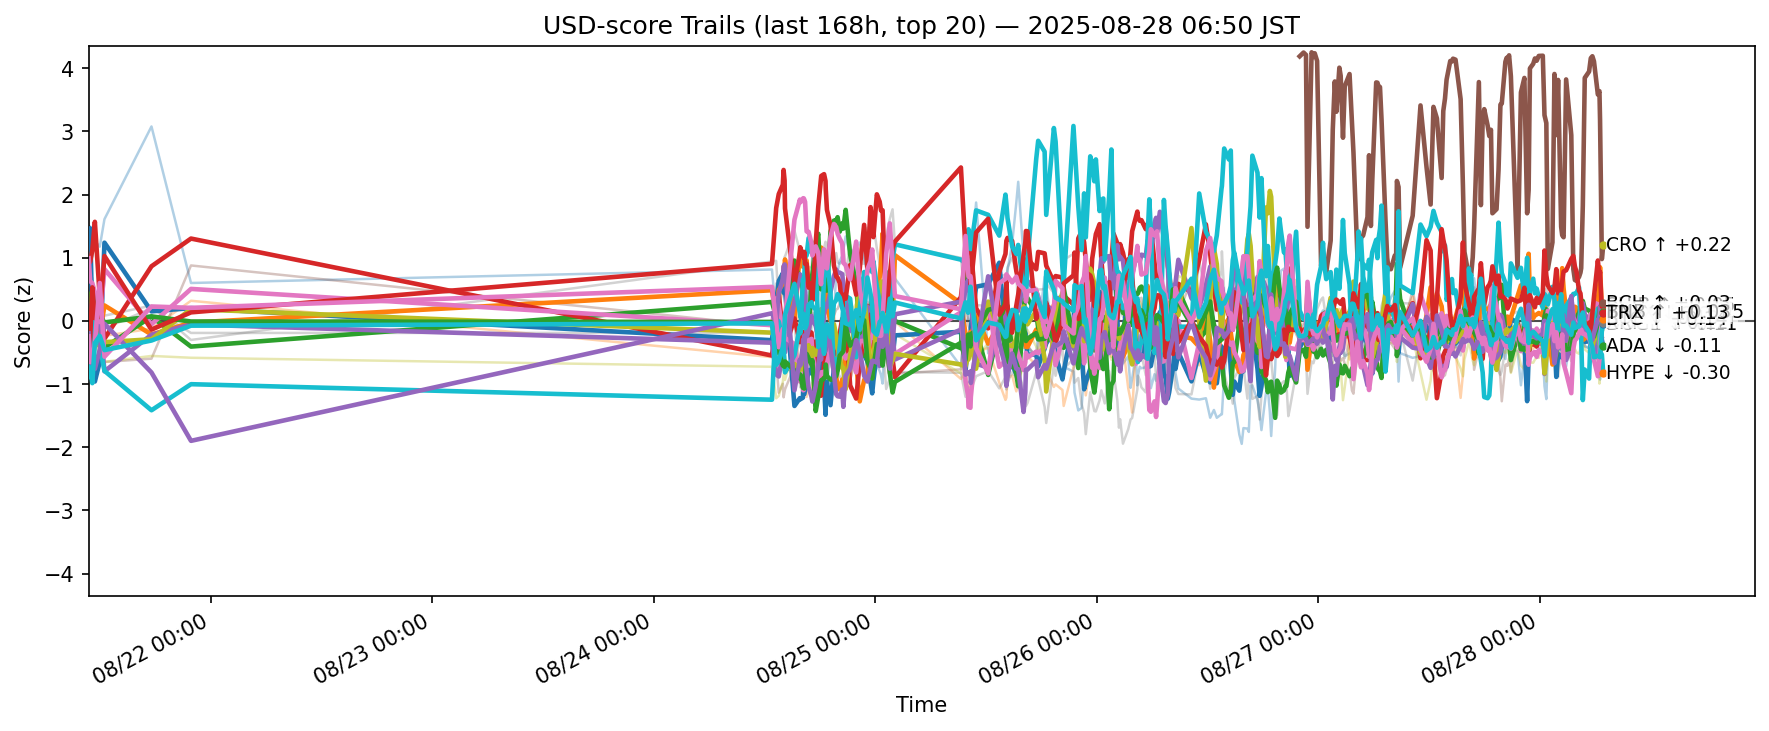 USD-score Trails (last 168h, top 20) — 2025-08-28 06:50 JST
Score (z)
4
3
2
1
0
−1
−2
−3
−4
CRO ↑ +0.22
TRX ↑ +0.13
ADA ↓ -0.11
HYPE ↓ -0.30
08/22 00:00
08/23 00:00
08/24 00:00
08/25 00:00
08/26 00:00
08/27 00:00
08/28 00:00
Time